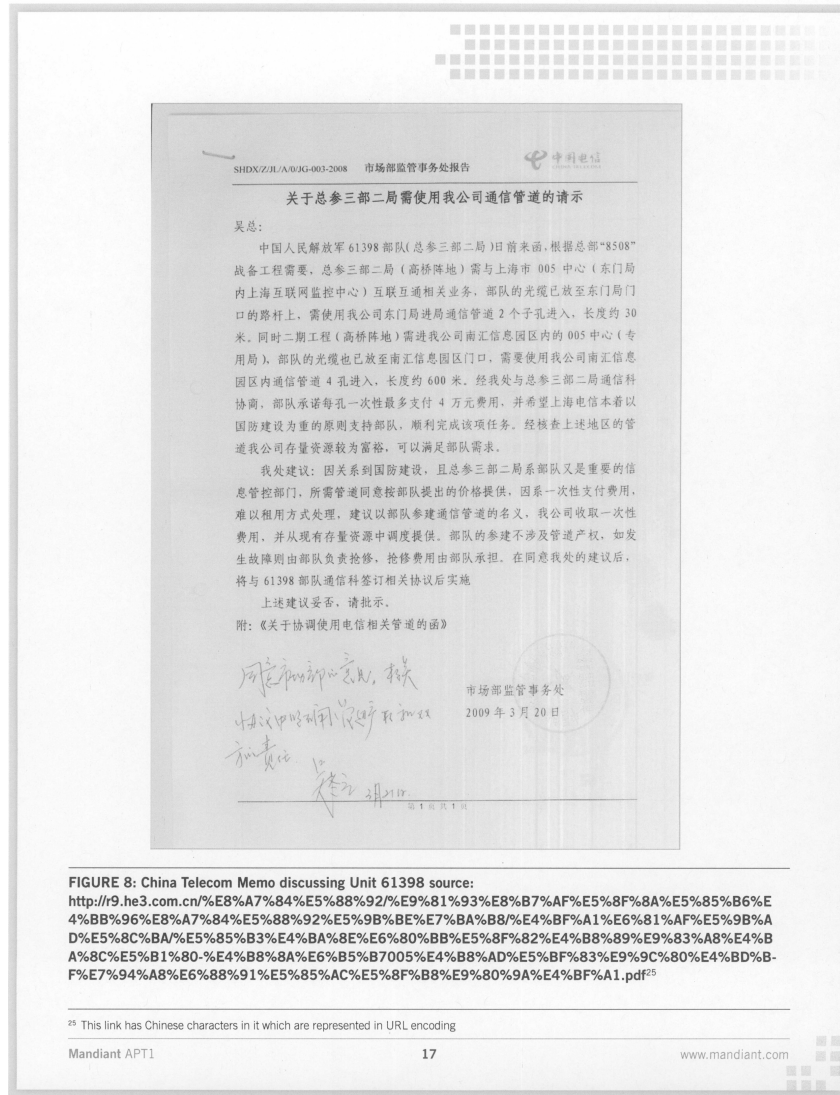 SHDX/Z/JL/A/0/JG-003-2008 市场部监管事务处报告
中国电信
关于总参三部二局需使用我公司通信管道的请示
吴总：
中国人民解放军 61398 部队（总参三部二局）日前来函，根据总部“8508”
战备工程需要，总参三部二局（高桥阵地）需与上海市 005 中心（东门局
内上海互联网监控中心）互联互通相关业务，部队的光缆已放至东门局门
口的路杆上，需使用我公司东门局进局通信管道 2 个子孔进入，长度约 30
米。同时二期工程（高桥阵地）需进我公司南汇信息园区内的 005 中心（专
用局），部队的光缆也已放至南汇信息园区门口，需要使用我公司南汇信息
园区内通信管道 4 孔进入，长度约 600 米。经我处与总参三部二局通信科
协商，部队承诺每孔一次性最多支付 4 万元费用，并希望上海电信本着以
国防建设为重的原则支持部队，顺利完成该项任务。经核查上述地区的管
道我公司存量资源较为富裕，可以满足部队需求。
我处建议：因关系到国防建设，且总参三部二局系部队又是重要的信
息管控部门，所需管道同意按部队提出的价格提供，因系一次性支付费用，
难以租用方式处理，建议以部队参建通信管道的名义，我公司收取一次性
费用，并从现有存量资源中调度提供。部队的参建不涉及管道产权，如发
生故障则由部队负责抢修，抢修费用由部队承担。在同意我处的建议后，
将与 61398 部队通信科签订相关协议后实施
上述建议妥否，请批示。
附：《关于协调使用电信相关管道的函》
同意市场部的意见，相关
协议中明确
责任
3月21日
市场部监管事务处
2009 年 3 月 20 日
第 1 页 共 1 页
FIGURE 8: China Telecom Memo discussing Unit 61398 source:
http://r9.he3.com.cn/%E8%A7%84%E5%88%92/%E9%81%93%E8%B7%AF%E5%8F%8A%E5%85%B6%E
4%BB%96%E8%A7%84%E5%88%92%E5%9B%BE%E7%BA%B8/%E4%BF%A1%E6%81%AF%E5%9B%A
D%E5%8C%BA/%E5%85%B3%E4%BA%8E%E6%80%BB%E5%8F%82%E4%B8%89%E9%83%A8%E4%B
A%8C%E5%B1%80-%E4%B8%8A%E6%B5%B7005%E4%B8%AD%E5%BF%83%E9%9C%80%E4%BD%B-
F%E7%94%A8%E6%88%91%E5%85%AC%E5%8F%B8%E9%80%9A%E4%BF%A1.pdf25
25 This link has Chinese characters in it which are represented in URL encoding
Mandiant APT1 17 www.mandiant.com